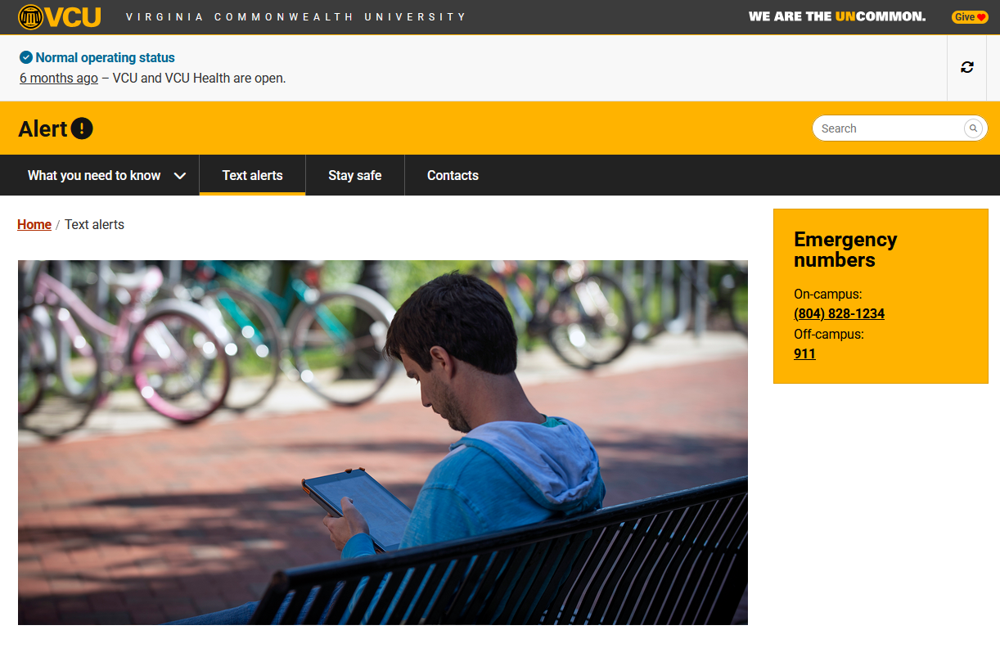 VCU
VIRGINIA COMMONWEALTH UNIVERSITY
WE ARE THE UNCOMMON.
Give
Normal operating status
6 months ago – VCU and VCU Health are open.
Alert
Search
What you need to know
Text alerts
Stay safe
Contacts
Home / Text alerts
Emergency
numbers
On-campus:
(804) 828-1234
Off-campus:
911